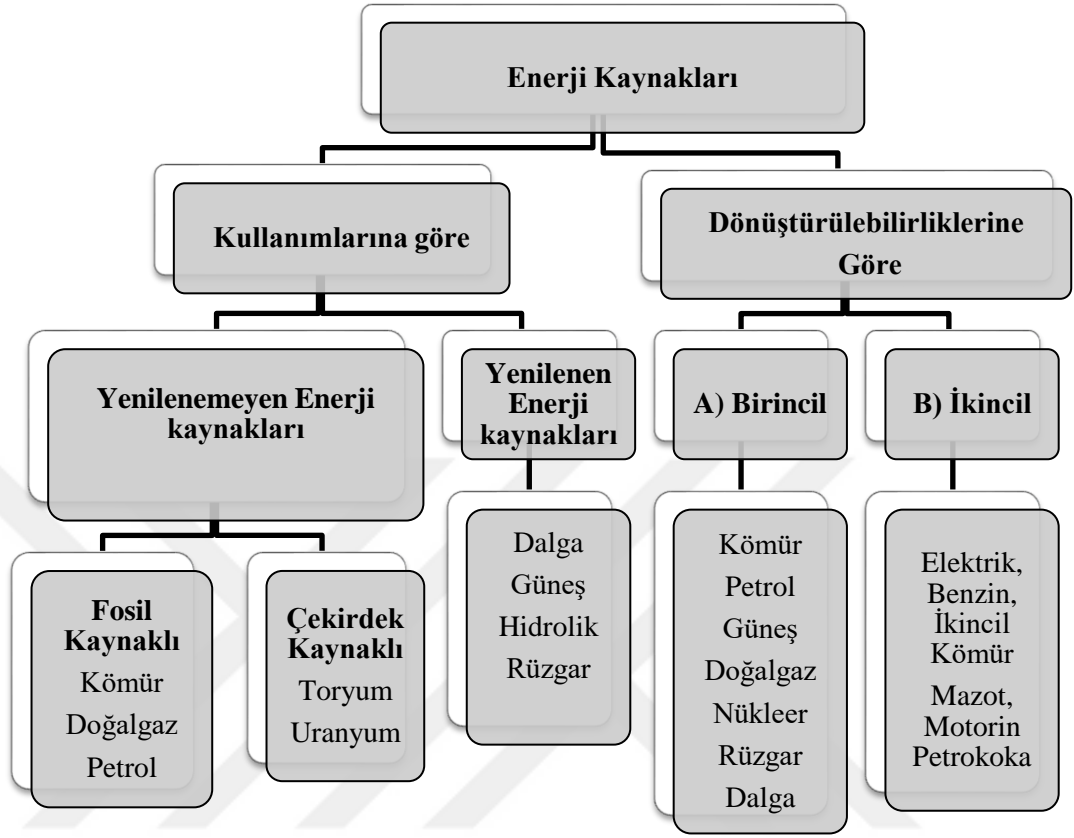 Enerji Kaynakları
Kullanımlarına göre
Dönüştürülebilirliklerine
Göre
Yenilenemeyen Enerji
kaynakları
Yenilenen
Enerji
kaynakları
A) Birincil
B) İkincil
Fosil
Kaynaklı
Kömür
Doğalgaz
Petrol
Çekirdek
Kaynaklı
Toryum
Uranyum
Dalga
Güneş
Hidrolik
Rüzgar
Kömür
Petrol
Güneş
Doğalgaz
Nükleer
Rüzgar
Dalga
Elektrik,
Benzin,
İkincil
Kömür
Mazot,
Motorin
Petrokoka